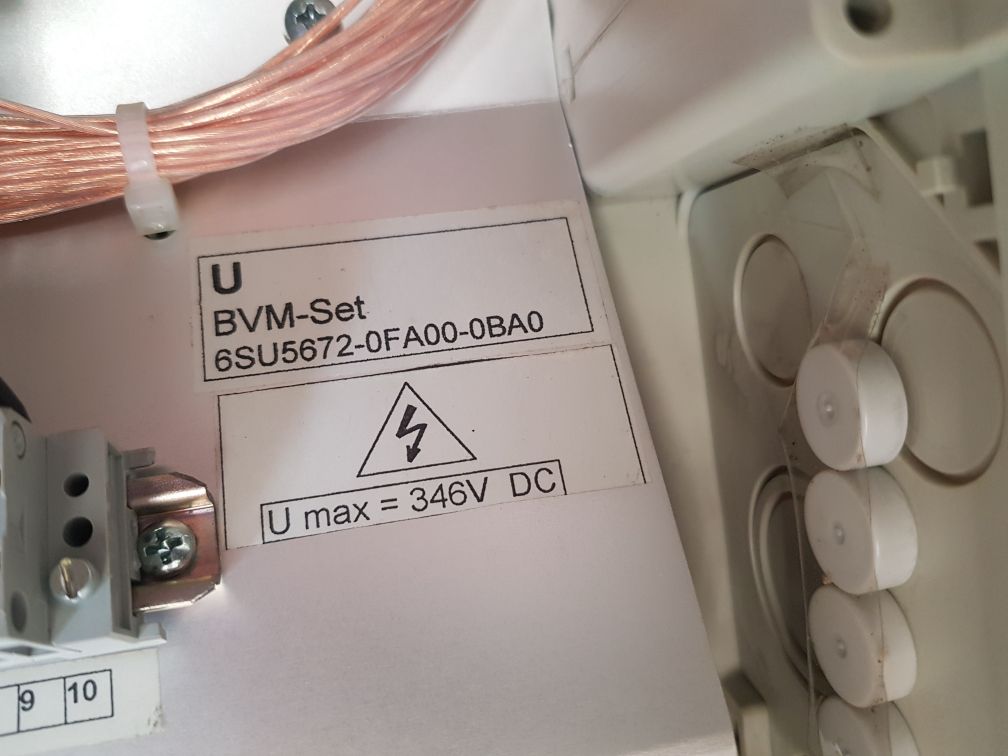 U
BVM-Set
6SU5672-0FA00-0BA0
U max = 346V DC
9 10